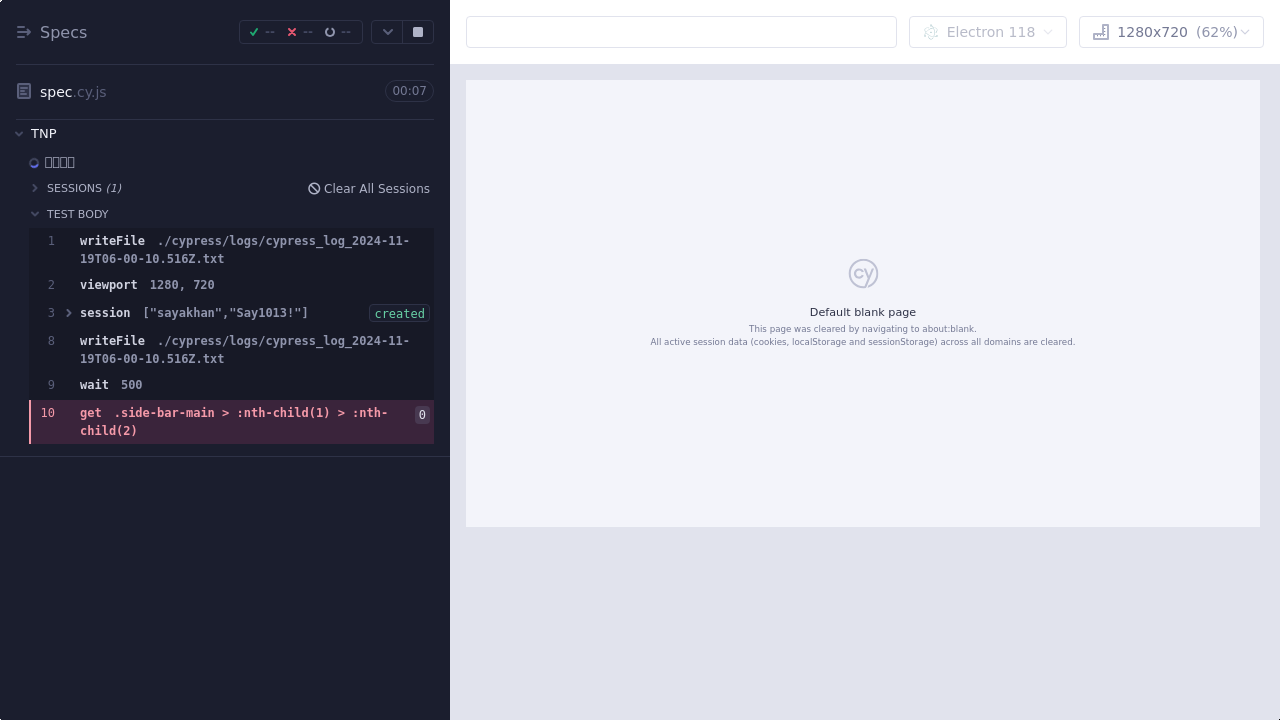 Specs
-- -- --
Electron 118
1280x720 (62%)
spec.cy.js
00:07
TNP
SESSIONS (1)
Clear All Sessions
TEST BODY
1 writeFile ./cypress/logs/cypress_log_2024-11-
19T06-00-10.516Z.txt
2 viewport 1280, 720
3 session ["sayakhan","Say1013!"] created
8 writeFile ./cypress/logs/cypress_log_2024-11-
19T06-00-10.516Z.txt
9 wait 500
10 get .side-bar-main > :nth-child(1) > :nth-
child(2)
0
cy
Default blank page
This page was cleared by navigating to about:blank.
All active session data (cookies, localStorage and sessionStorage) across all domains are cleared.